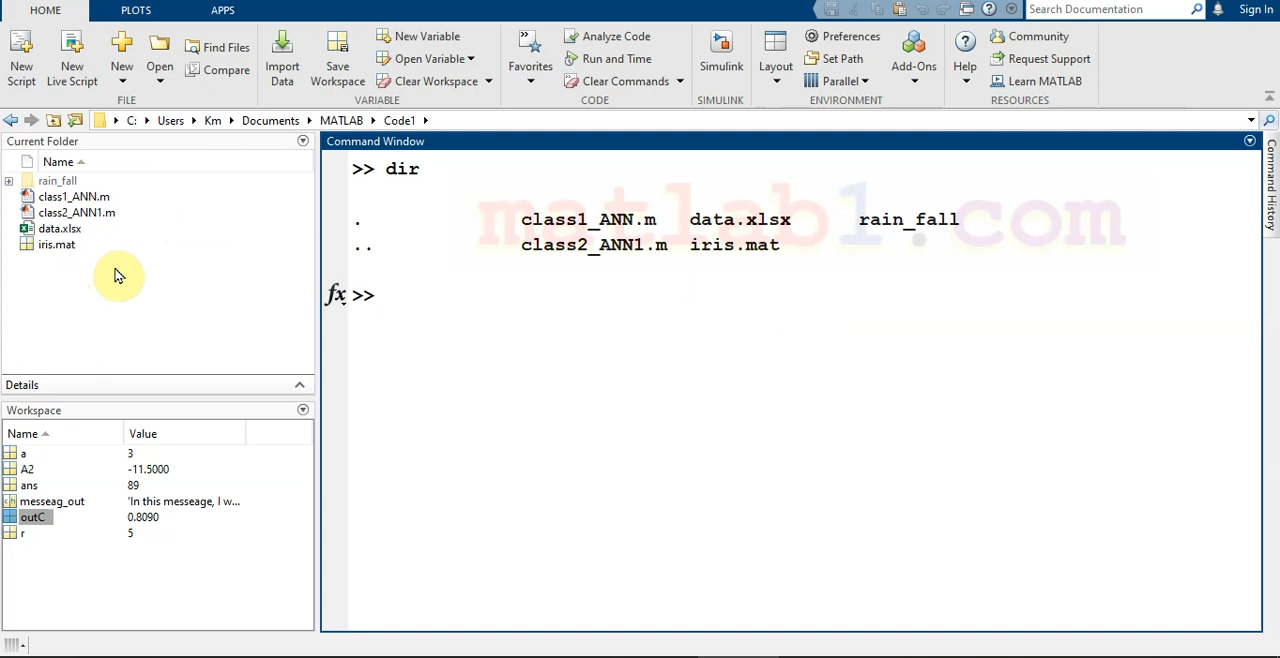 HOME PLOTS APPS Search Documentation Sign In
New Script
New Live Script
New
Open
Find Files
Compare
FILE
Import Data
Save Workspace
New Variable
Open Variable
Clear Workspace
VARIABLE
Favorites
Analyze Code
Run and Time
Clear Commands
CODE
Simulink
SIMULINK
Layout
Preferences
Set Path
Parallel
ENVIRONMENT
Add-Ons
Help
Community
Request Support
Learn MATLAB
RESOURCES
C: Users Km Documents MATLAB Code1
Current Folder
Name
rain_fall
class1_ANN.m
class2_ANN1.m
data.xlsx
iris.mat
Details
Workspace
Name Value
a 3
A2 -11.5000
ans 89
messeag_out 'In this messeage, I w...
outC 0.8090
r 5
Command Window
>> dir
. class1_ANN.m data.xlsx rain_fall
.. class2_ANN1.m iris.mat
fx >>
matlab1.com
Command History